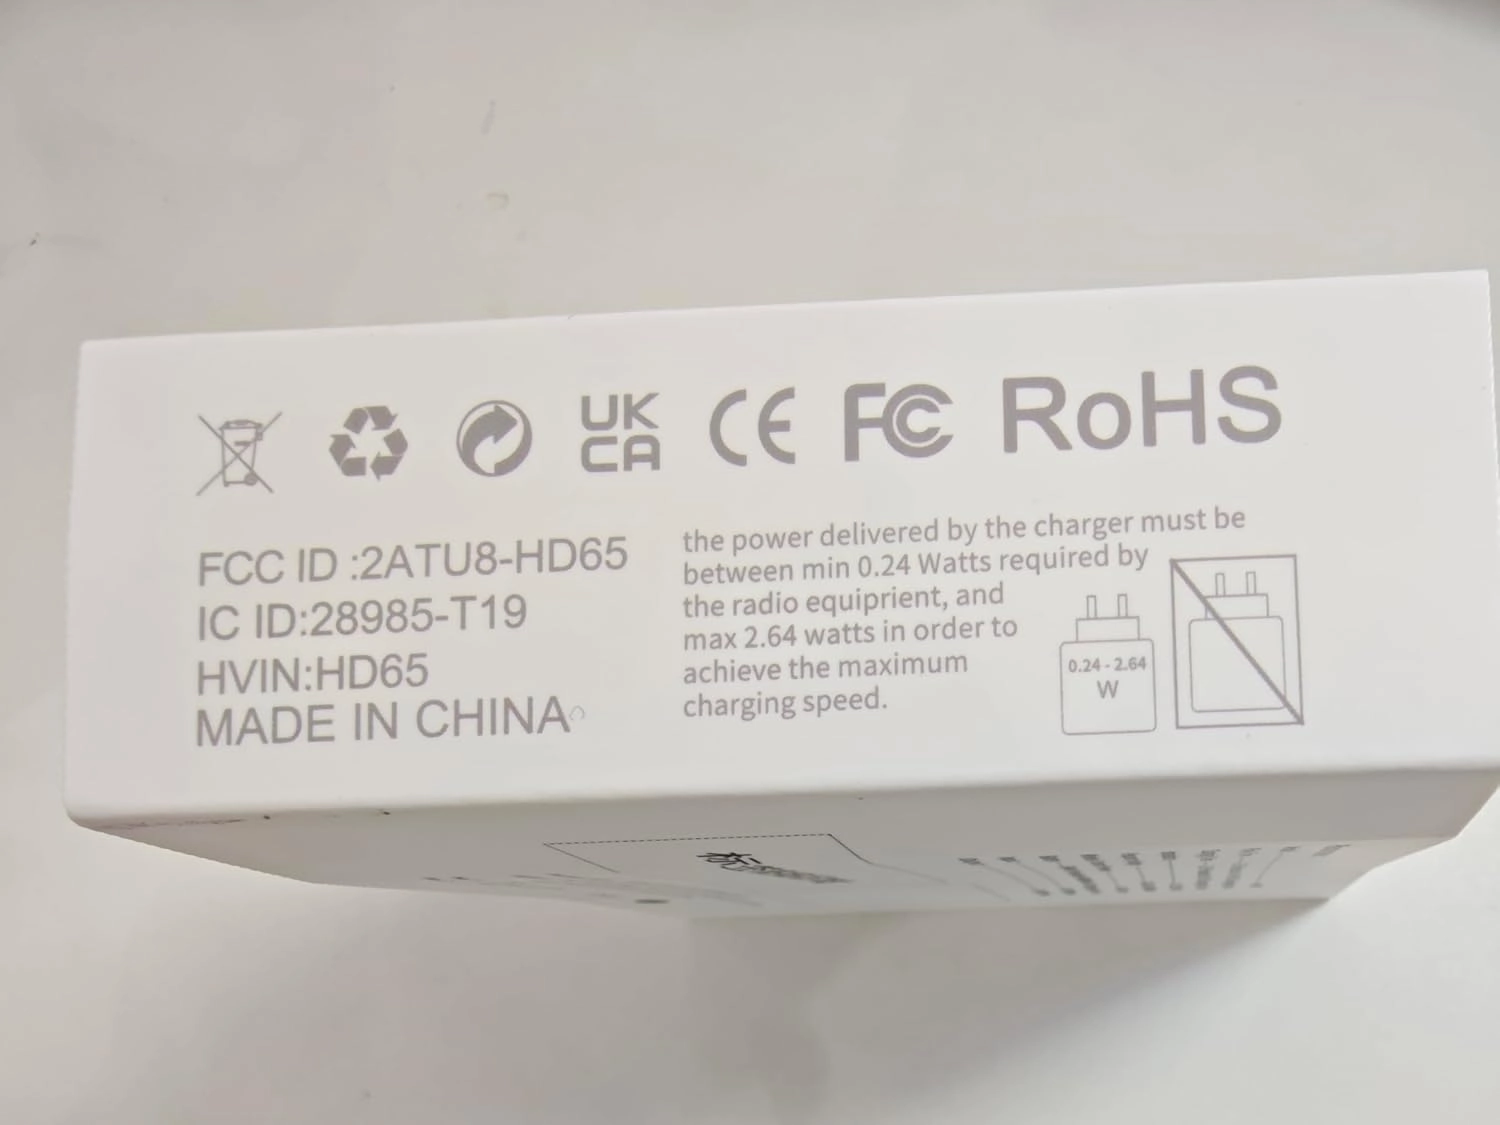 UK
CA
CE
FC
RoHS
FCC ID :2ATU8-HD65
IC ID:28985-T19
HVIN:HD65
MADE IN CHINA
the power delivered by the charger must be
between min 0.24 Watts required by
the radio equiprient, and
max 2.64 watts in order to
achieve the maximum
charging speed.
0.24 - 2.64
W